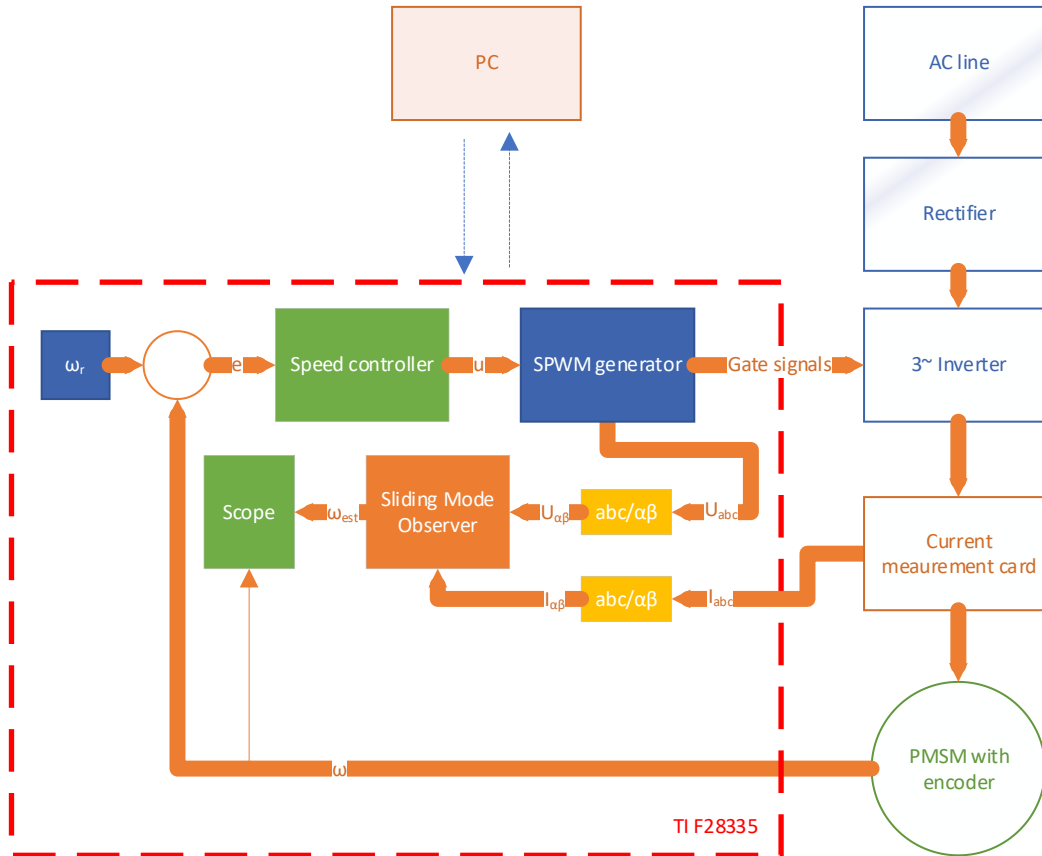 PC
AC line
Rectifier
ωr
e
Speed controller
u
SPWM generator
Gate signals
3~ Inverter
Scope
ωest
Sliding Mode
Observer
Uαβ
abc/αβ
Uabc
Iαβ
abc/αβ
Iabc
Current
meaurement card
ω
PMSM with
encoder
TI F28335